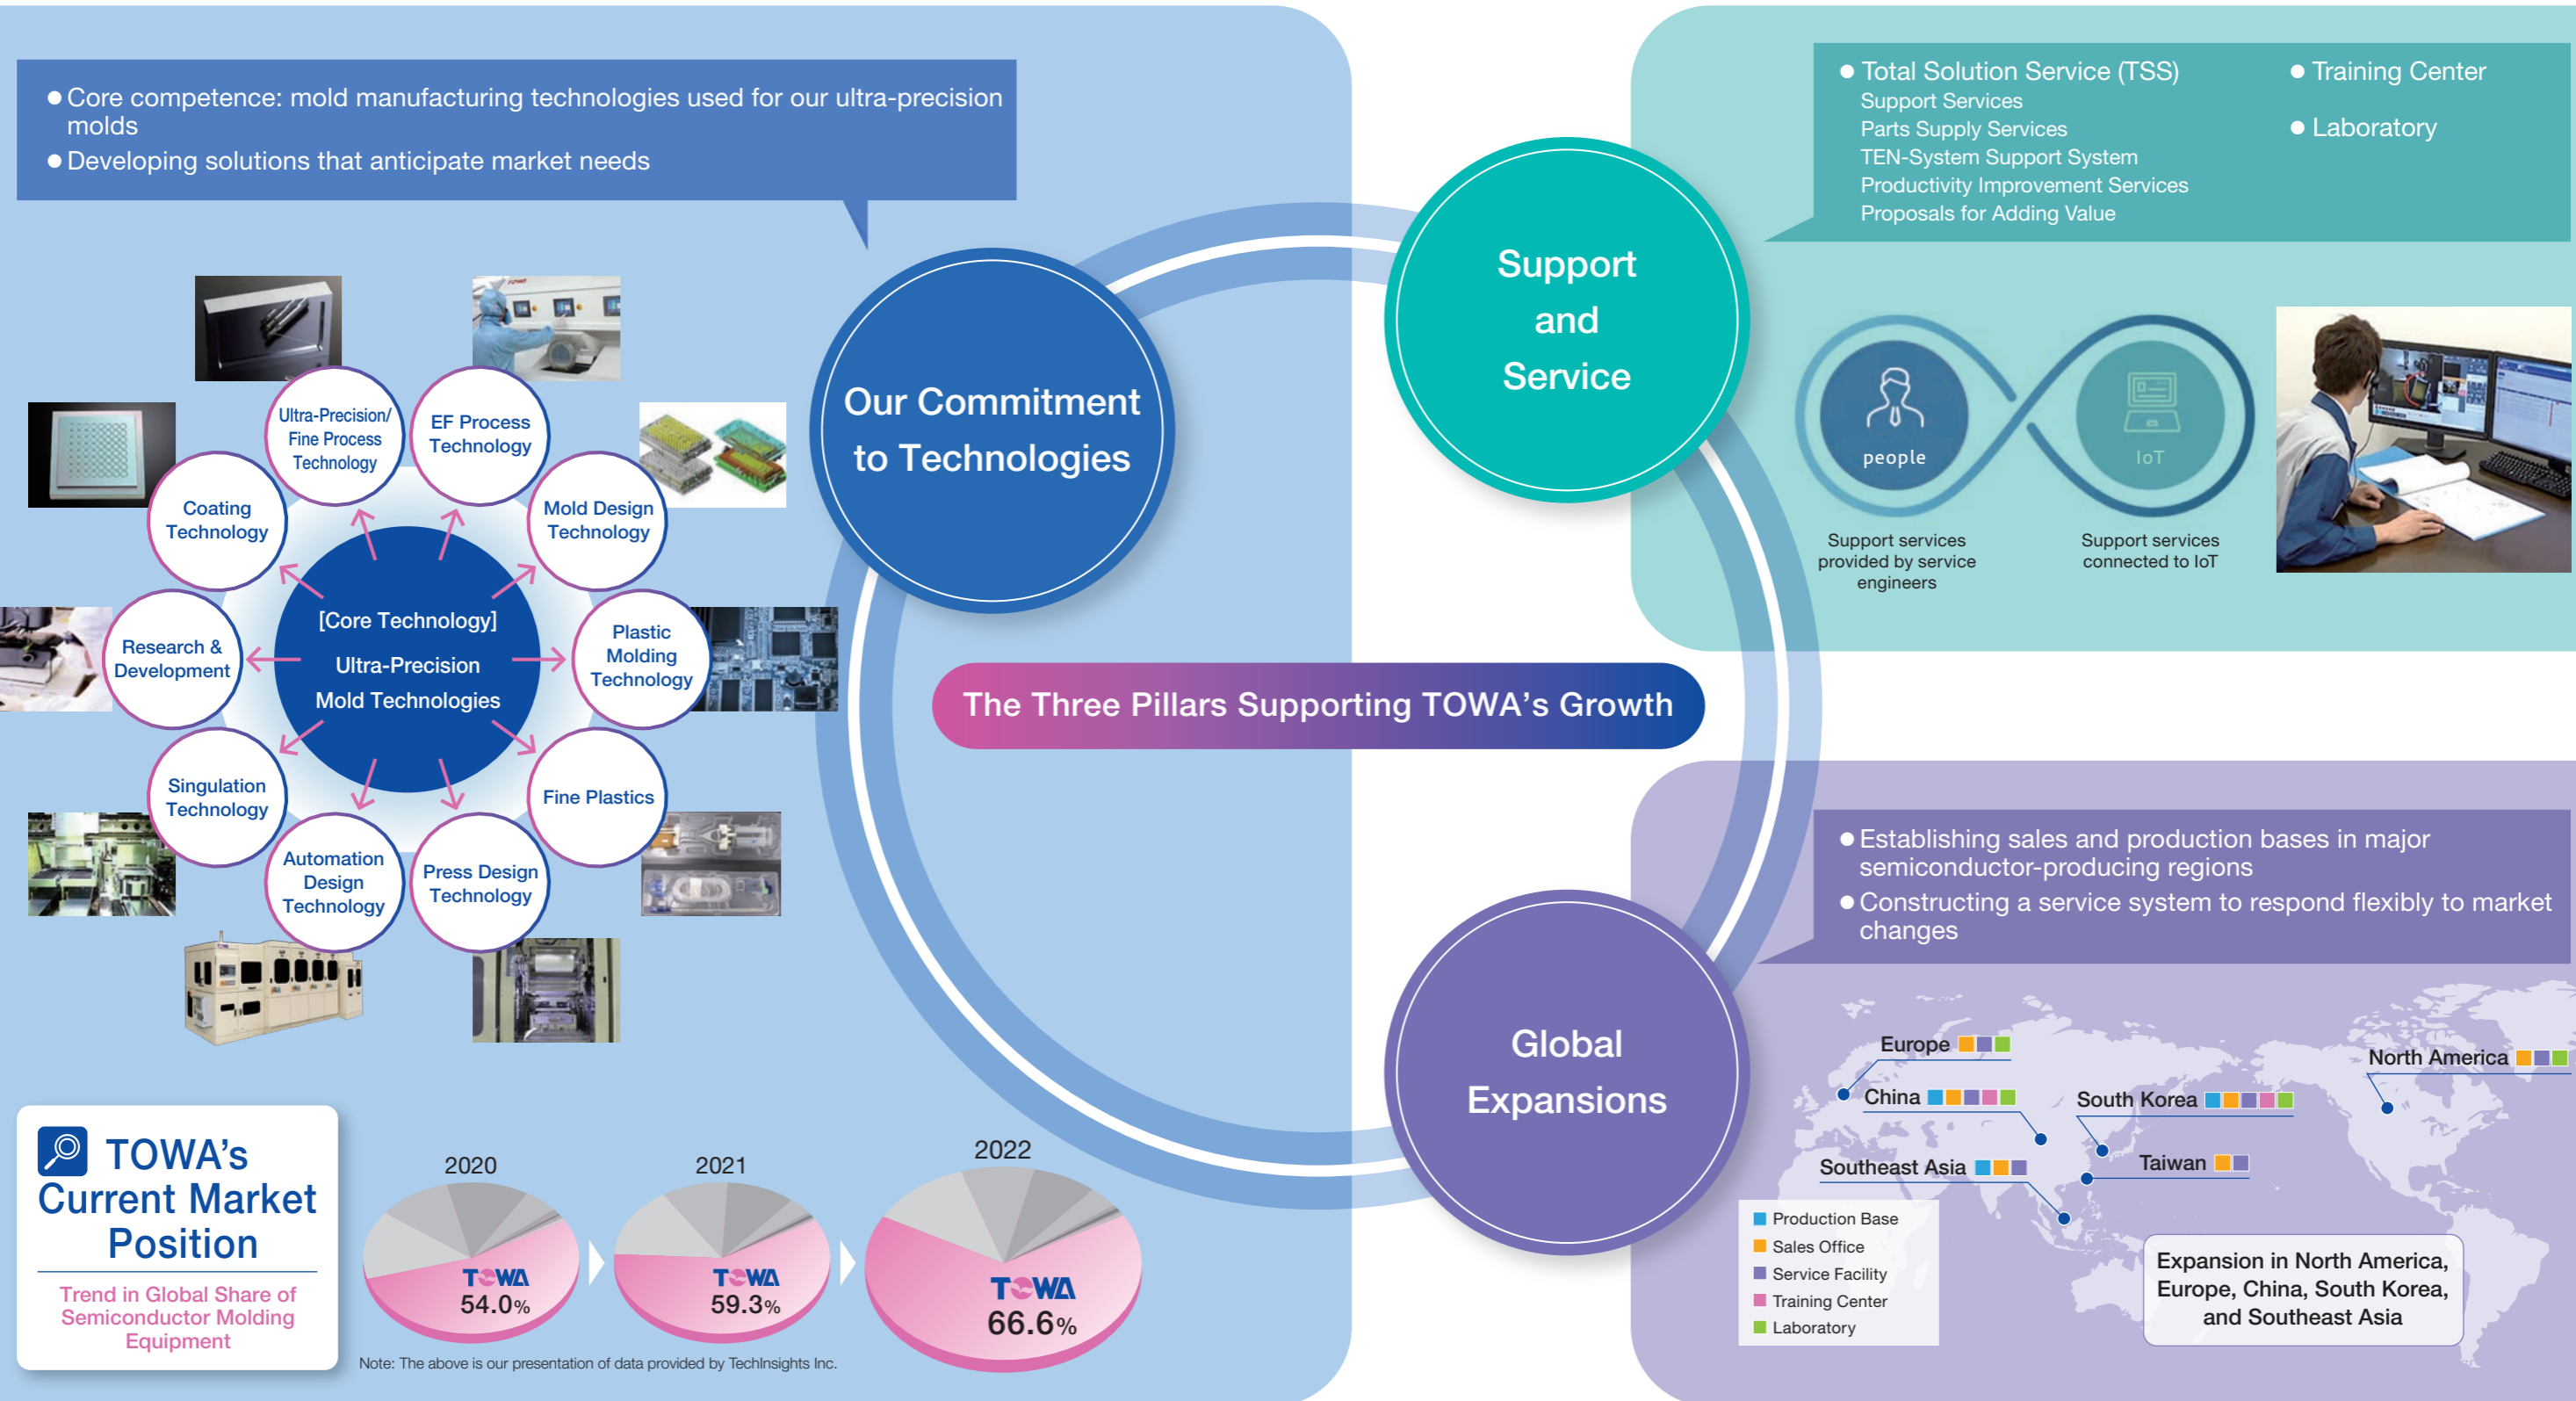 ● Core competence: mold manufacturing technologies used for our ultra-precision
molds
● Developing solutions that anticipate market needs
Ultra-Precision/
Fine Process
Technology
EF Process
Technology
Mold Design
Technology
Plastic
Molding
Technology
Fine Plastics
Press Design
Technology
Automation
Design
Technology
Singulation
Technology
Research &
Development
Coating
Technology
[Core Technology]
Ultra-Precision
Mold Technologies
Our Commitment
to Technologies
Support
and
Service
● Total Solution Service (TSS)
Support Services
Parts Supply Services
TEN-System Support System
Productivity Improvement Services
Proposals for Adding Value
● Training Center
● Laboratory
people
IoT
Support services
provided by service
engineers
Support services
connected to IoT
The Three Pillars Supporting TOWA's Growth
Global
Expansions
● Establishing sales and production bases in major
semiconductor-producing regions
● Constructing a service system to respond flexibly to market
changes
Europe
China
Southeast Asia
South Korea
Taiwan
North America
Production Base
Sales Office
Service Facility
Training Center
Laboratory
Expansion in North America,
Europe, China, South Korea,
and Southeast Asia
TOWA's
Current Market
Position
Trend in Global Share of
Semiconductor Molding
Equipment
2020
TOWA
54.0%
2021
TOWA
59.3%
2022
TOWA
66.6%
Note: The above is our presentation of data provided by TechInsights Inc.